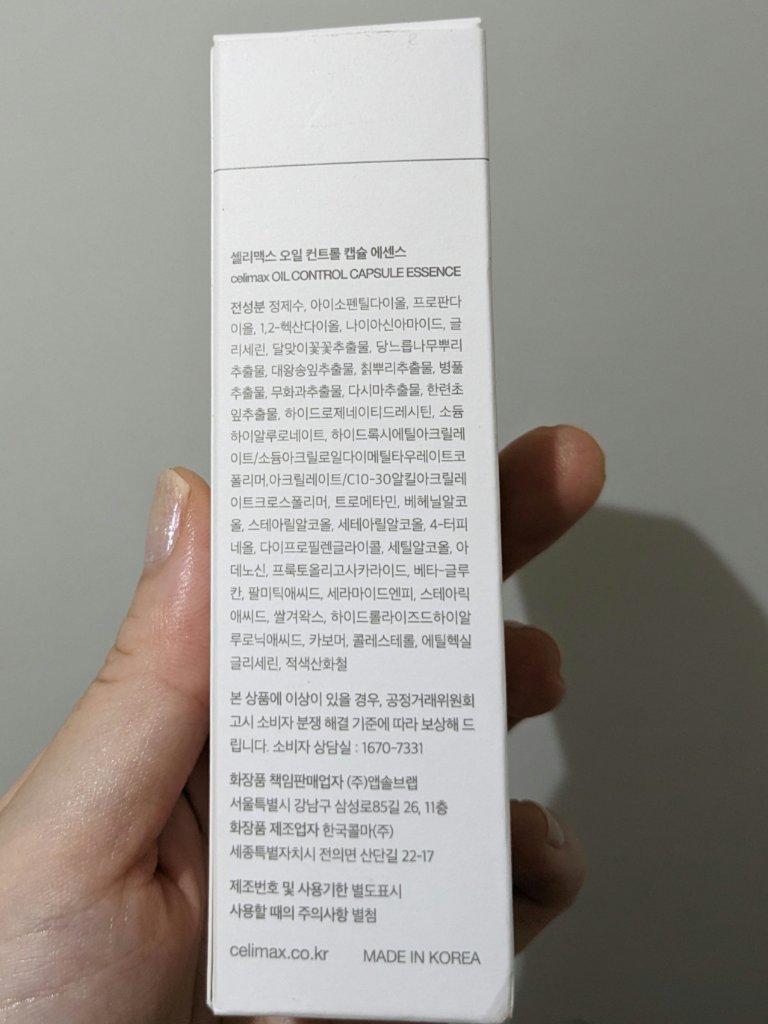 셀리맥스 오일 컨트롤 캡슐 에센스
celimax OIL CONTROL CAPSULE ESSENCE
전성분 정제수, 아이소펜틸다이올, 프로판다
이올, 1,2-헥산다이올, 나이아신아마이드, 글
리세린, 달맞이꽃꽃추출물, 당느릅나무뿌리
추출물, 대왕송잎추출물, 칡뿌리추출물, 병풀
추출물, 무화과추출물, 다시마추출물, 한련초
잎추출물, 하이드로제네이티드레시틴, 소듐
하이알루로네이트, 하이드록시에틸아크릴레
이트/소듐아크릴로일다이메틸타우레이트코
폴리머,아크릴레이트/C10-30알킬아크릴레
이트크로스폴리머, 트로메타민, 베헤닐알코
올, 스테아릴알코올, 세테아릴알코올, 4-터피
네올, 다이프로필렌글라이콜, 세틸알코올, 아
데노신, 프룩토올리고사카라이드, 베타-글루
칸, 팔미틱애씨드, 세라마이드엔피, 스테아릭
애씨드, 쌀겨왁스, 하이드롤라이즈드하이알
루로닉애씨드, 카보머, 콜레스테롤, 에틸헥실
글리세린, 적색산화철
본 상품에 이상이 있을 경우, 공정거래위원회
고시 소비자 분쟁 해결 기준에 따라 보상해 드
립니다. 소비자 상담실 : 1670-7331
화장품 책임판매업자 (주)앱솔브랩
서울특별시 강남구 삼성로85길 26, 11층
화장품 제조업자 한국콜마(주)
세종특별자치시 전의면 산단길 22-17
제조번호 및 사용기한 별도표시
사용할 때의 주의사항 별첨
celimax.co.kr MADE IN KOREA